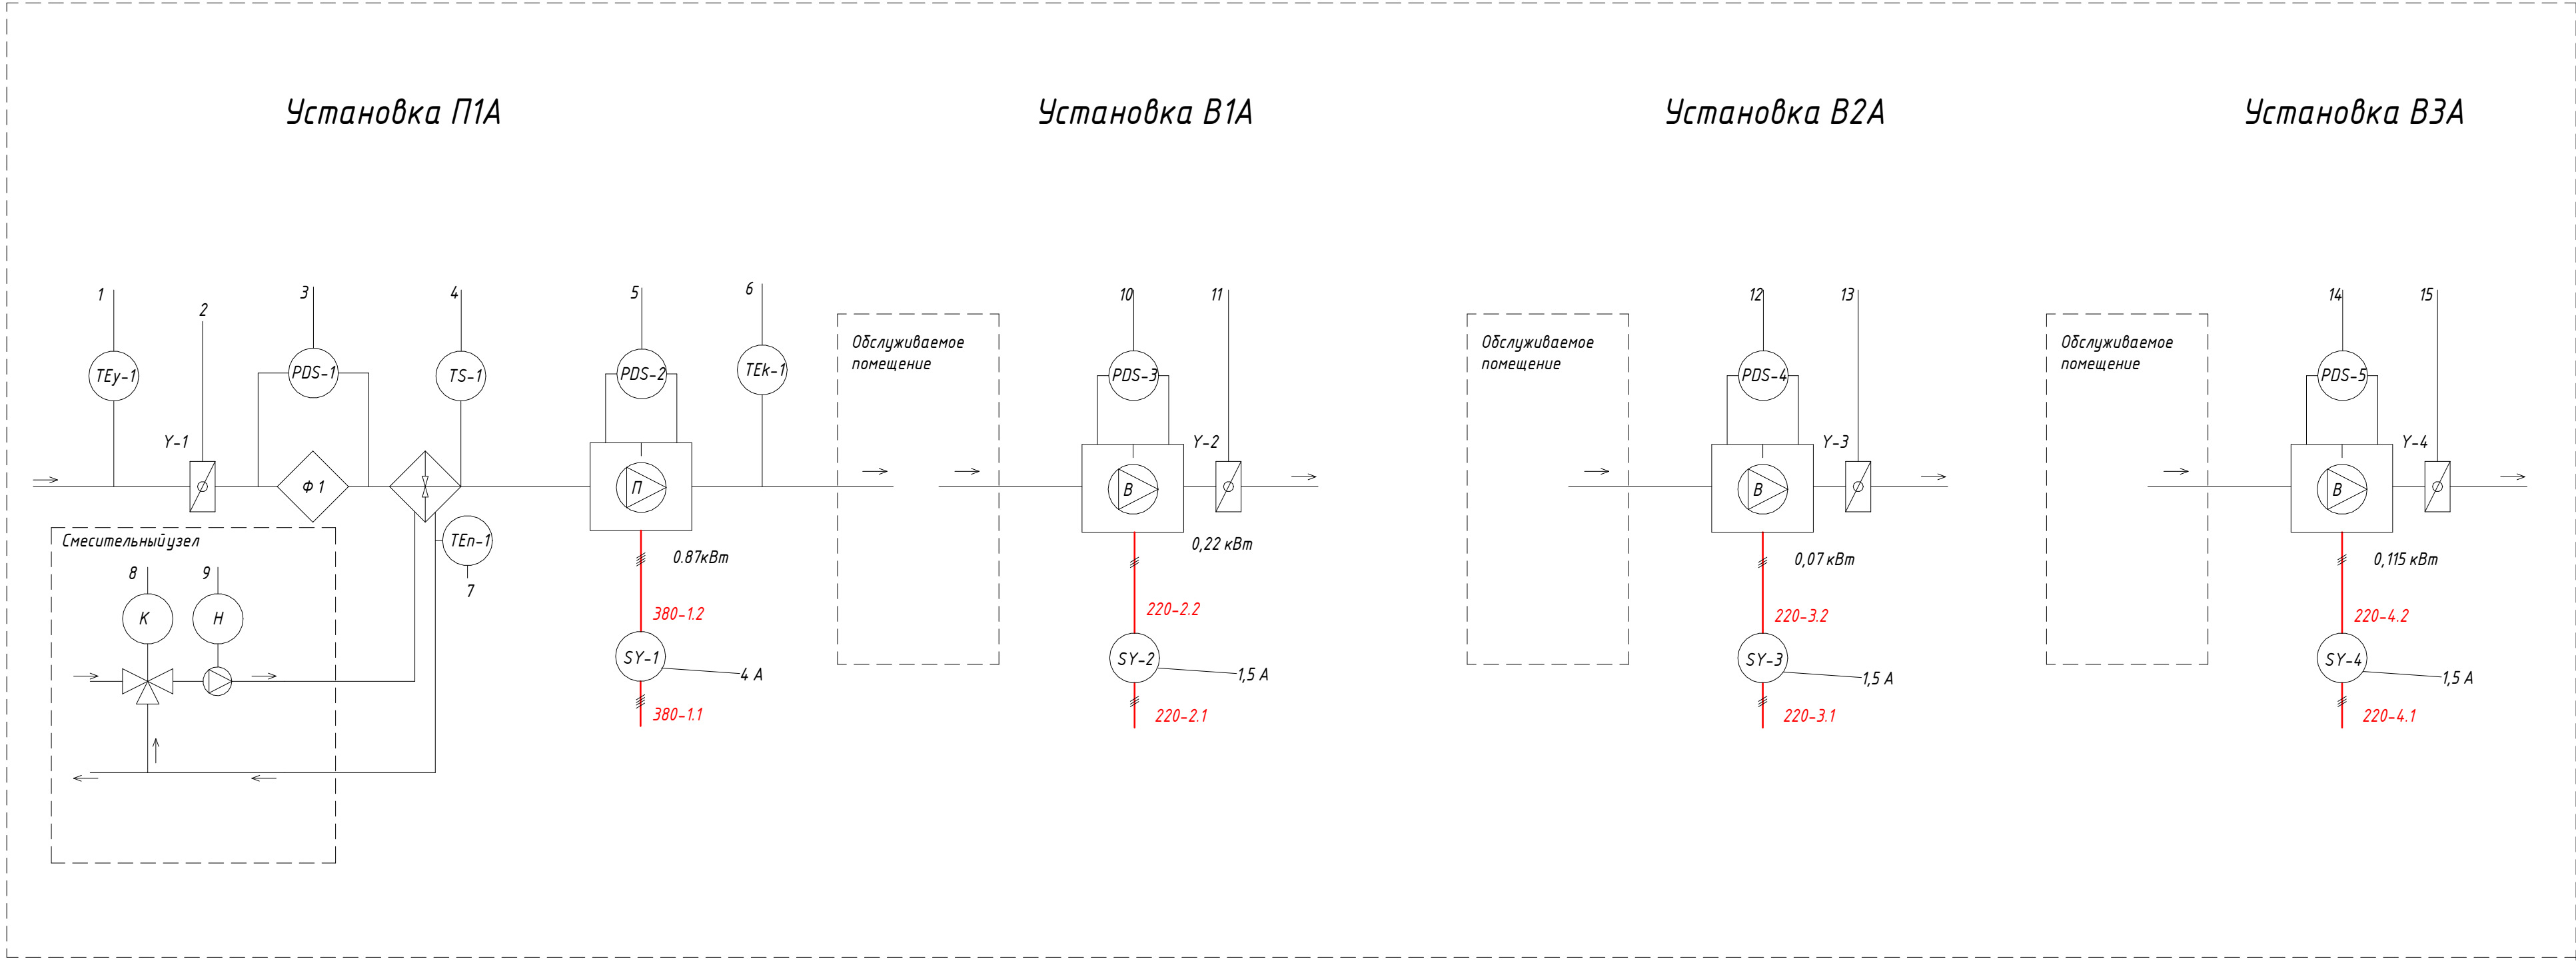 Установка П1А
Установка В1А
Установка В2А
Установка В3А
1
2
3
4
5
6
TEy-1
Y-1
PDS-1
Ф1
TS-1
PDS-2
П
TEk-1
Обслуживаемое
помещение
TEn-1
7
Смесительный узел
8
9
К
Н
0.87кВт
380-1.2
SY-1
4 А
380-1.1
10
11
PDS-3
Y-2
В
0,22 кВт
220-2.2
SY-2
1,5 А
220-2.1
Обслуживаемое
помещение
12
13
PDS-4
Y-3
В
0,07 кВт
220-3.2
SY-3
1,5 А
220-3.1
Обслуживаемое
помещение
14
15
PDS-5
Y-4
В
0,115 кВт
220-4.2
SY-4
1,5 А
220-4.1